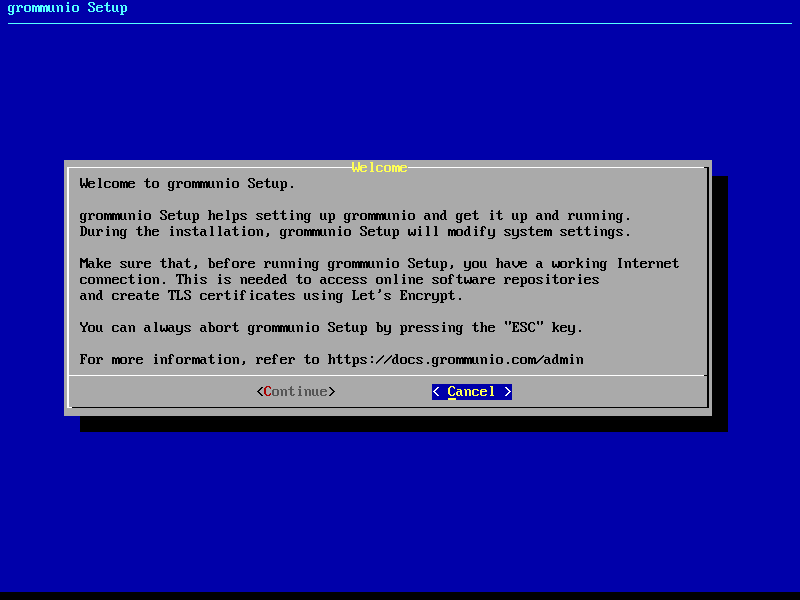 grommunio Setup
Welcome
Welcome to grommunio Setup.
grommunio Setup helps setting up grommunio and get it up and running.
During the installation, grommunio Setup will modify system settings.
Make sure that, before running grommunio Setup, you have a working Internet
connection. This is needed to access online software repositories
and create TLS certificates using Let's Encrypt.
You can always abort grommunio Setup by pressing the "ESC" key.
For more information, refer to https://docs.grommunio.com/admin
<Continue> < Cancel >